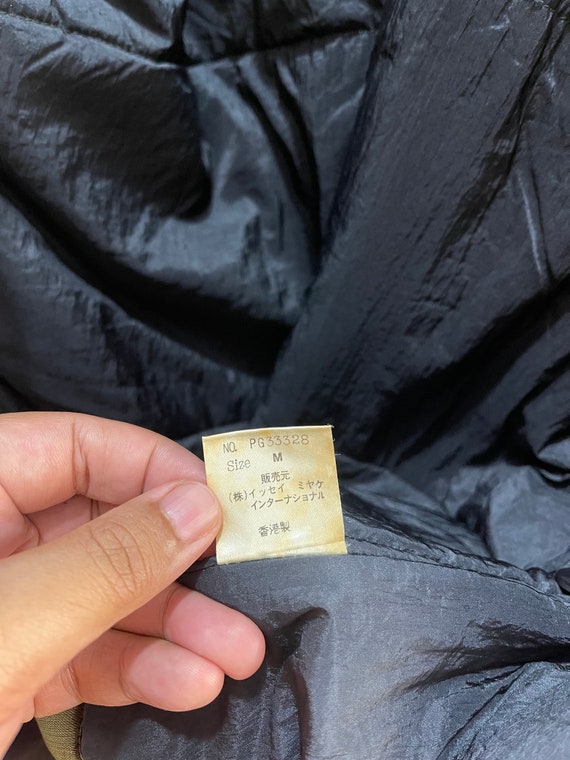 NO. PG33328
Size M
販売元
(株)イッセイ ミヤケ
インターナショナル
香港製